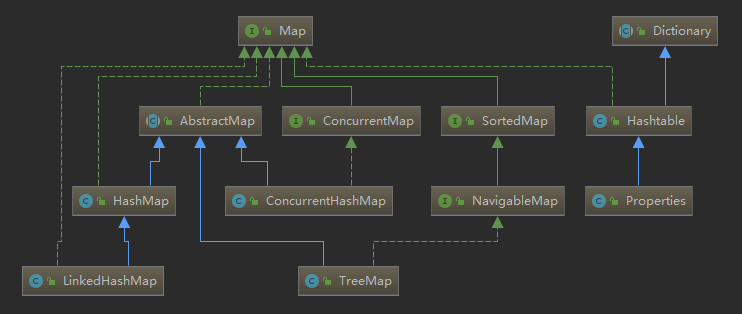 I Map
C Dictionary
C AbstractMap
I ConcurrentMap
I SortedMap
C Hashtable
C HashMap
C ConcurrentHashMap
I NavigableMap
C Properties
C LinkedHashMap
C TreeMap